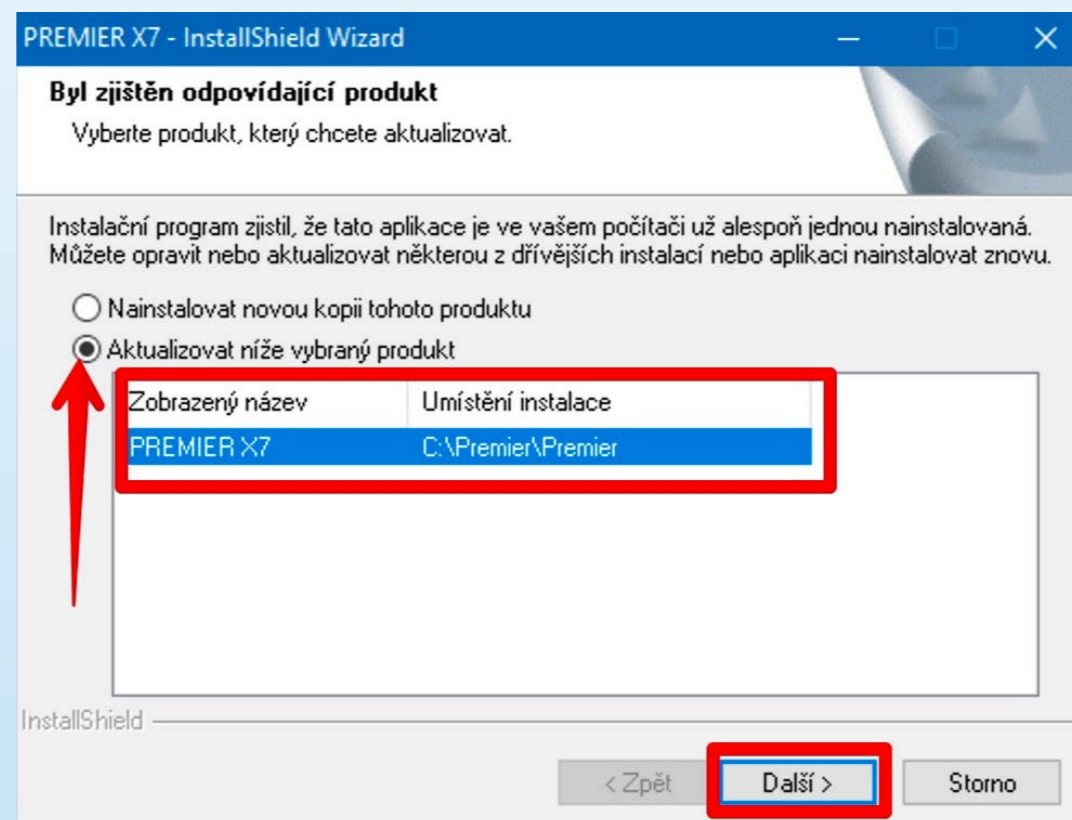 PREMIER X7 - InstallShield Wizard
Byl zjištěn odpovídající produkt
Vyberte produkt, který chcete aktualizovat.
Instalační program zjistil, že tato aplikace je ve vašem počítači už alespoň jednou nainstalovaná.
Můžete opravit nebo aktualizovat některou z dřívějších instalací nebo aplikaci nainstalovat znovu.
Nainstalovat novou kopii tohoto produktu
Aktualizovat níže vybraný produkt
Zobrazený název Umístění instalace
PREMIER X7 C:\Premier\Premier
InstallShield
< Zpět Další > Storno